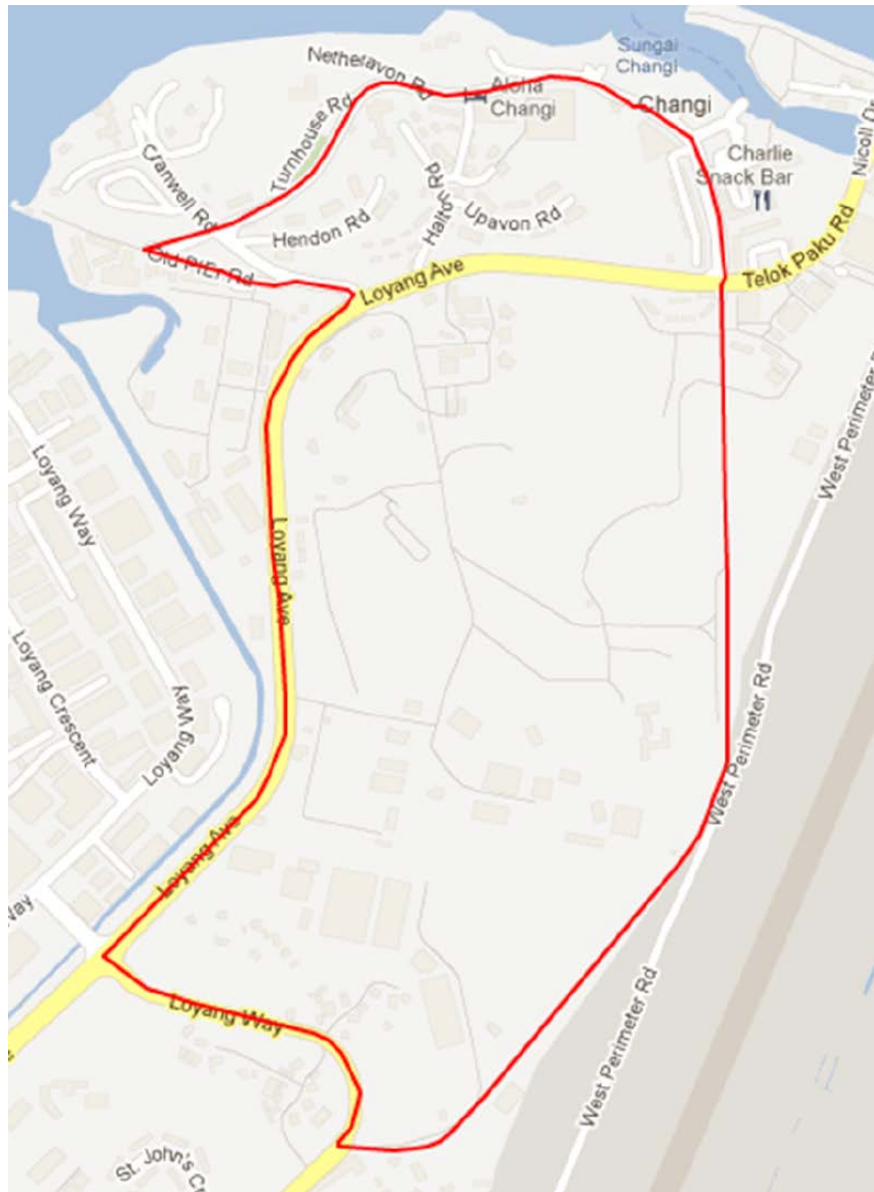 Sungai
Changi
Netheravon Rd
Aloha
Changi
Changi
Turnhouse Rd
Nicoll Dr
Charlie
Snack Bar
Cranwell Rd
Halton Rd
Upavon Rd
Hendon Rd
Old Pier Rd
Loyang Ave
Telok Paku Rd
West Perimeter R
Loyang Way
Loyang Ave
Loyang Crescent
Loyang Way
West Perimeter Rd
Loyang Ave
Way
Loyang Way
West Perimeter Rd
St. John's Cr